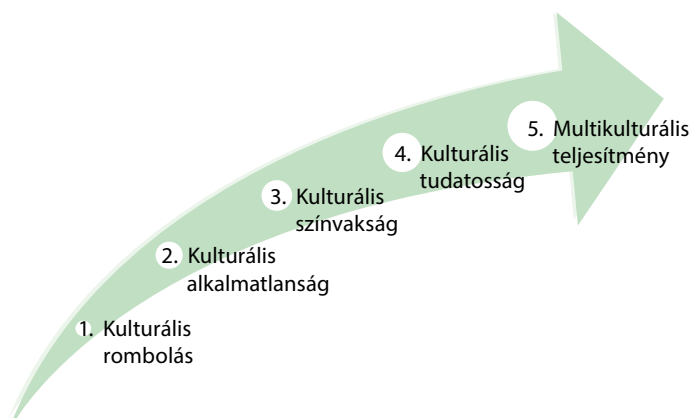 1. Kulturális
rombolás
2. Kulturális
alkalmatlanság
3. Kulturális
színvakság
4. Kulturális
tudatosság
5. Multikulturális
teljesítmény